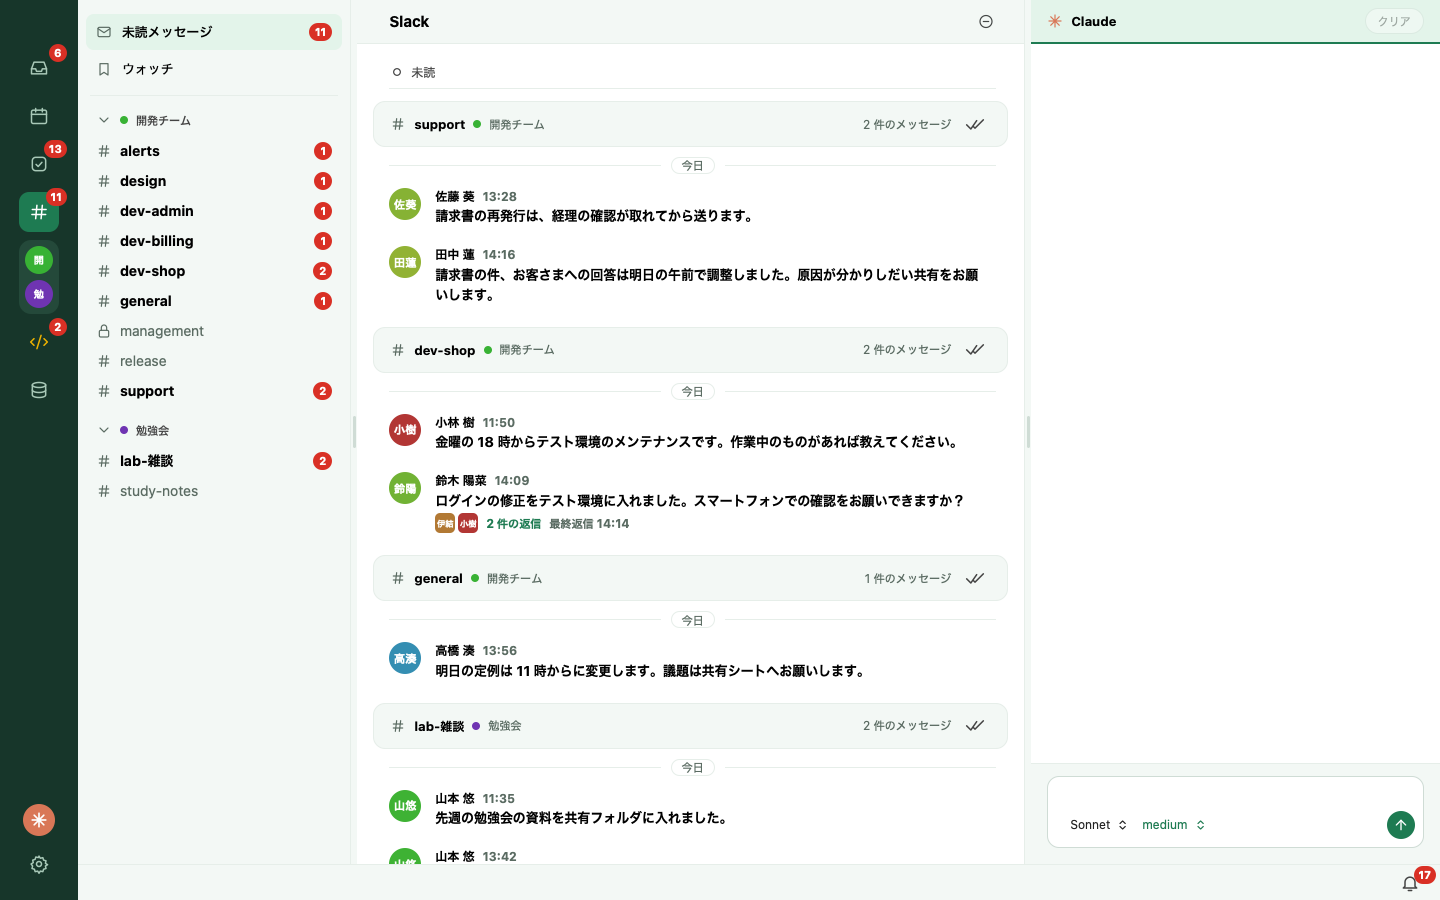 6
13
11
開
勉
2
未読メッセージ 11
ウォッチ
開発チーム
# alerts 1
# design 1
# dev-admin 1
# dev-billing 1
# dev-shop 2
# general 1
management
# release
# support 2
勉強会
# lab-雑談 2
# study-notes
Slack
未読
# support 開発チーム 2 件のメッセージ
今日
佐葵
佐藤 葵 13:28
請求書の再発行は、経理の確認が取れてから送ります。
田蓮
田中 蓮 14:16
請求書の件、お客さまへの回答は明日の午前で調整しました。原因が分かりしだい共有をお願
いします。
# dev-shop 開発チーム 2 件のメッセージ
今日
小樹
小林 樹 11:50
金曜の 18 時からテスト環境のメンテナンスです。作業中のものがあれば教えてください。
鈴陽
鈴木 陽菜 14:09
ログインの修正をテスト環境に入れました。スマートフォンでの確認をお願いできますか？
伊結 小樹 2 件の返信 最終返信 14:14
# general 開発チーム 1 件のメッセージ
今日
高湊
高橋 湊 13:56
明日の定例は 11 時からに変更します。議題は共有シートへお願いします。
# lab-雑談 勉強会 2 件のメッセージ
今日
山悠
山本 悠 11:35
先週の勉強会の資料を共有フォルダに入れました。
山悠
山本 悠 13:42
Claude クリア
Sonnet medium
17